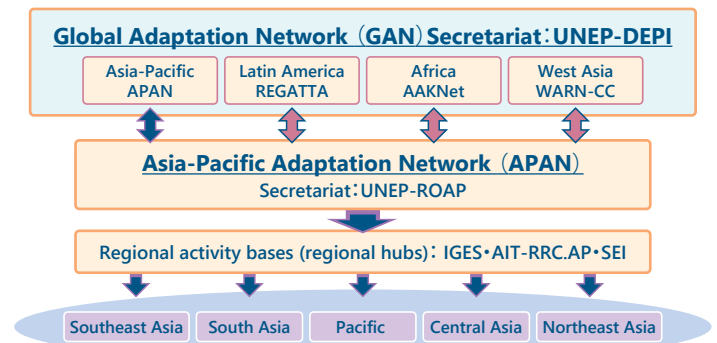 Global Adaptation Network（GAN）Secretariat：UNEP-DEPI
Asia-Pacific
APAN
Latin America
REGATTA
Africa
AAKNet
West Asia
WARN-CC
Asia-Pacific Adaptation Network（APAN）
Secretariat：UNEP-ROAP
Regional activity bases (regional hubs)：IGES・AIT-RRC.AP・SEI
Southeast Asia
South Asia
Pacific
Central Asia
Northeast Asia